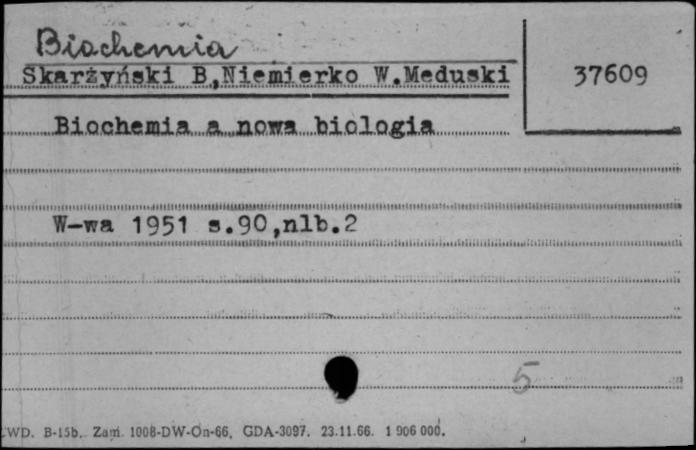 Biochemia
Skarżyński B,Niemierko W.Meduski
37609
Biochemia a nowa biologia
W-wa 1951 s.90,nlb.2
5
CWD. B-15b. Zam. 1008-DW-On-66, GDA-3097. 23.11.66. 1 906 000.